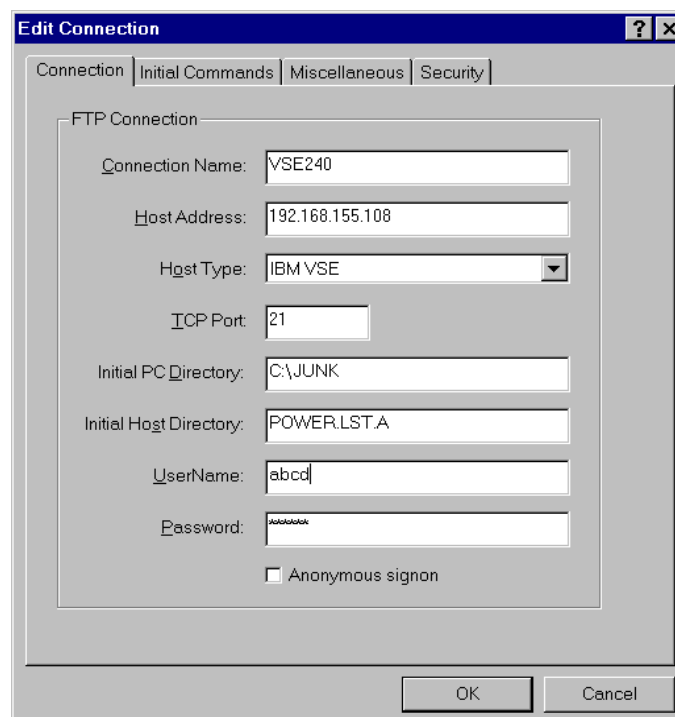 Edit Connection
Connection Initial Commands Miscellaneous Security
FTP Connection
Connection Name: VSE240
Host Address: 192.168.155.108
Host Type: IBM VSE
TCP Port: 21
Initial PC Directory: C:\JUNK
Initial Host Directory: POWER.LST.A
UserName: abcd
Password: ******
Anonymous signon
OK Cancel